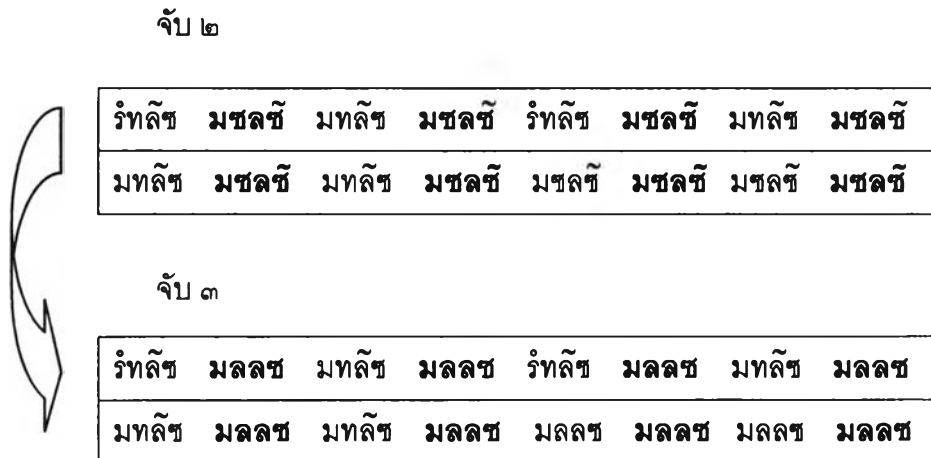 จับ ๒
รํทล๊ซ มซลซ๊ มทล๊ซ มซลซ๊ รํทล๊ซ มซลซ๊ มทล๊ซ มซลซ๊
มทล๊ซ มซลซ๊ มทล๊ซ มซลซ๊ มซลซ๊ มซลซ๊ มซลซ๊ มซลซ๊
จับ ๓
รํทล๊ซ มลลซ มทล๊ซ มลลซ รํทล๊ซ มลลซ มทล๊ซ มลลซ
มทล๊ซ มลลซ มทล๊ซ มลลซ มลลซ มลลซ มลลซ มลลซ